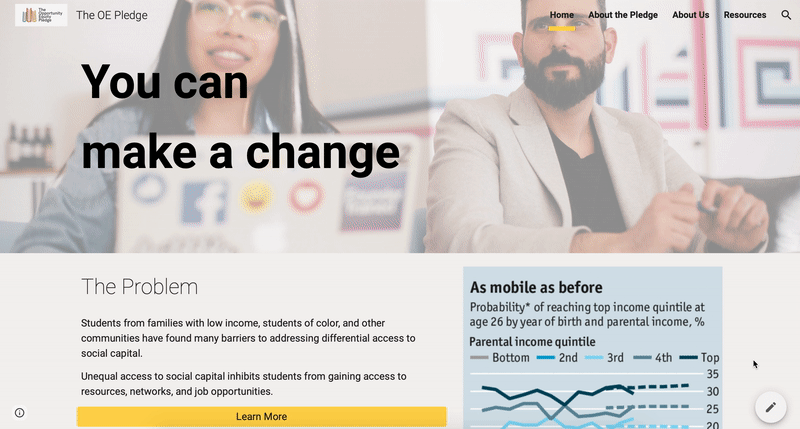 The
Opportunity
Equity
Pledge
The OE Pledge
Home
About the Pledge
About Us
Resources
You can
make a change
The Problem
Students from families with low income, students of color, and other
communities have found many barriers to addressing differential access to
social capital.
Unequal access to social capital inhibits students from gaining access to
resources, networks, and job opportunities.
Learn More
As mobile as before
Probability* of reaching top income quintile at
age 26 by year of birth and parental income, %
Parental income quintile
Bottom 2nd 3rd 4th Top
35
30
25
20